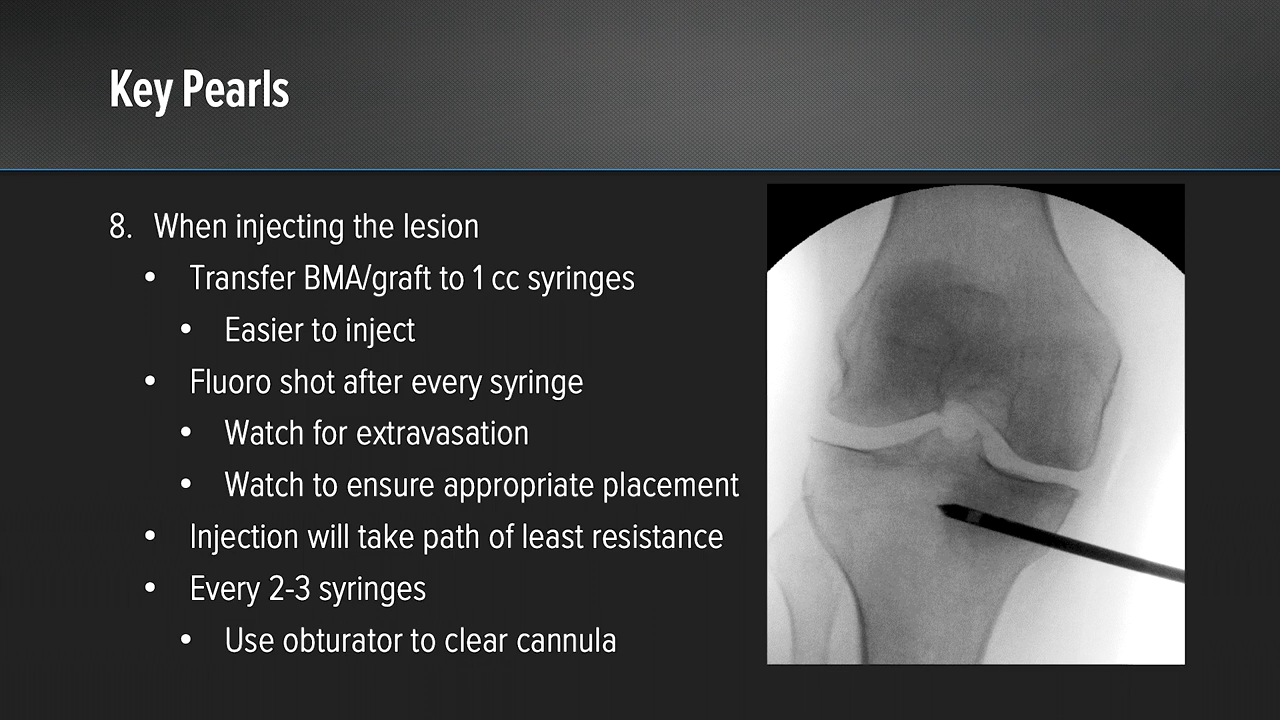 Key Pearls
8. When injecting the lesion
• Transfer BMA/graft to 1 cc syringes
• Easier to inject
• Fluoro shot after every syringe
• Watch for extravasation
• Watch to ensure appropriate placement
• Injection will take path of least resistance
• Every 2-3 syringes
• Use obturator to clear cannula